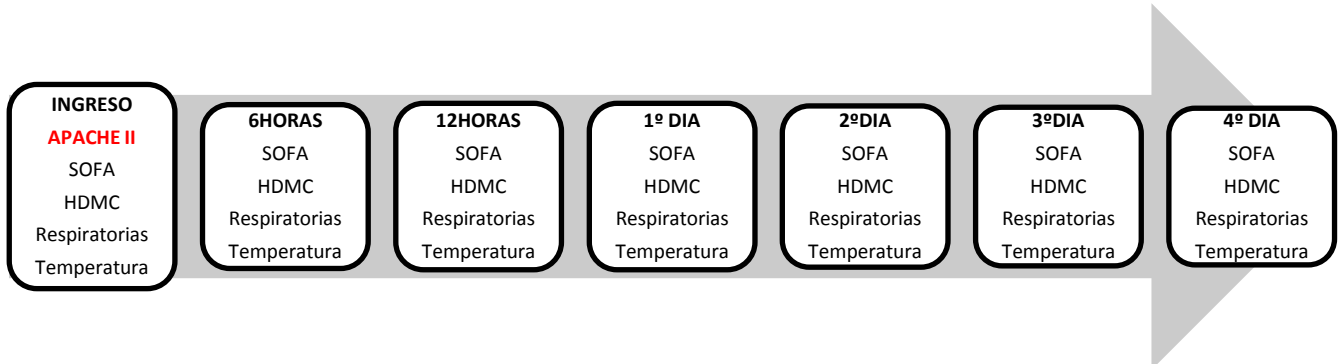 INGRESO
APACHE II
SOFA
HDMC
Respiratorias
Temperatura
6HORAS
SOFA
HDMC
Respiratorias
Temperatura
12HORAS
SOFA
HDMC
Respiratorias
Temperatura
1º DIA
SOFA
HDMC
Respiratorias
Temperatura
2ºDIA
SOFA
HDMC
Respiratorias
Temperatura
3ºDIA
SOFA
HDMC
Respiratorias
Temperatura
4º DIA
SOFA
HDMC
Respiratorias
Temperatura